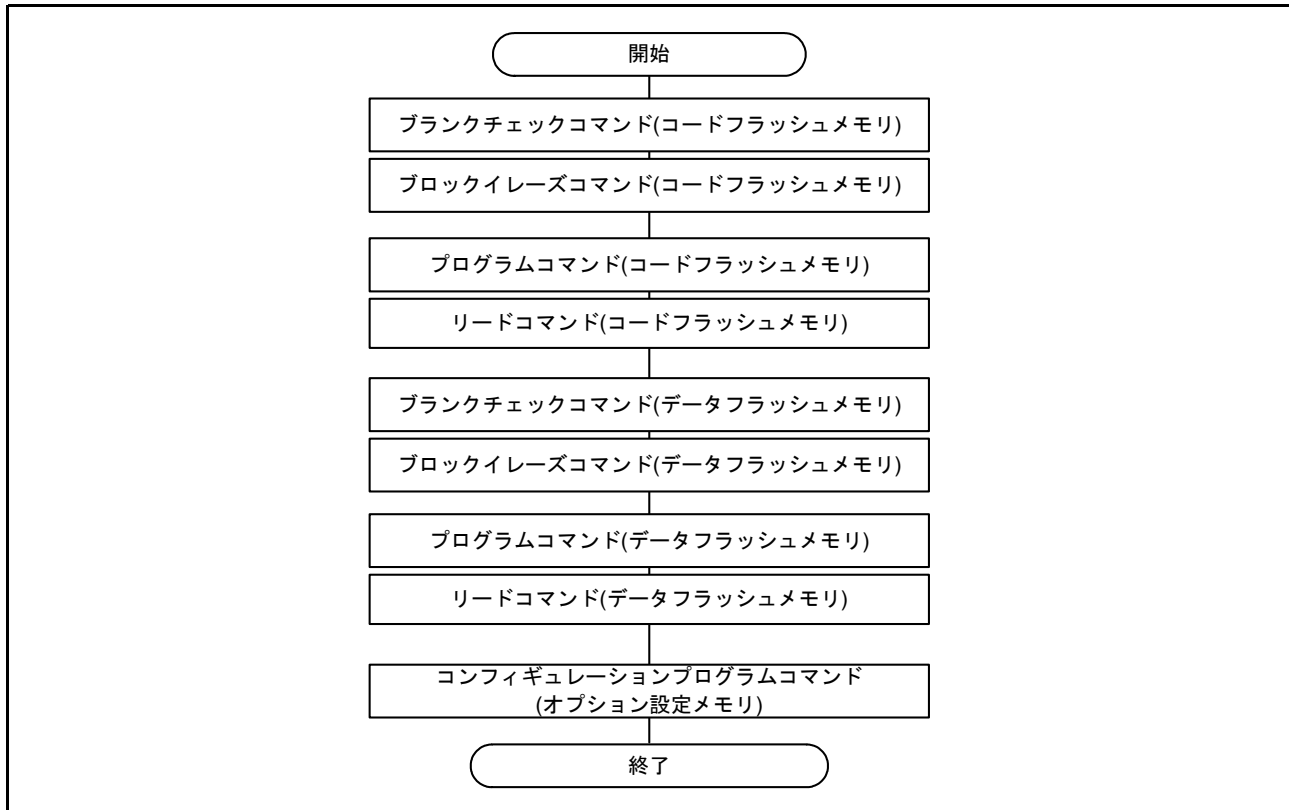 開始
ブランクチェックコマンド(コードフラッシュメモリ)
ブロックイレーズコマンド(コードフラッシュメモリ)
プログラムコマンド(コードフラッシュメモリ)
リードコマンド(コードフラッシュメモリ)
ブランクチェックコマンド(データフラッシュメモリ)
ブロックイレーズコマンド(データフラッシュメモリ)
プログラムコマンド(データフラッシュメモリ)
リードコマンド(データフラッシュメモリ)
コンフィギュレーションプログラムコマンド
(オプション設定メモリ)
終了